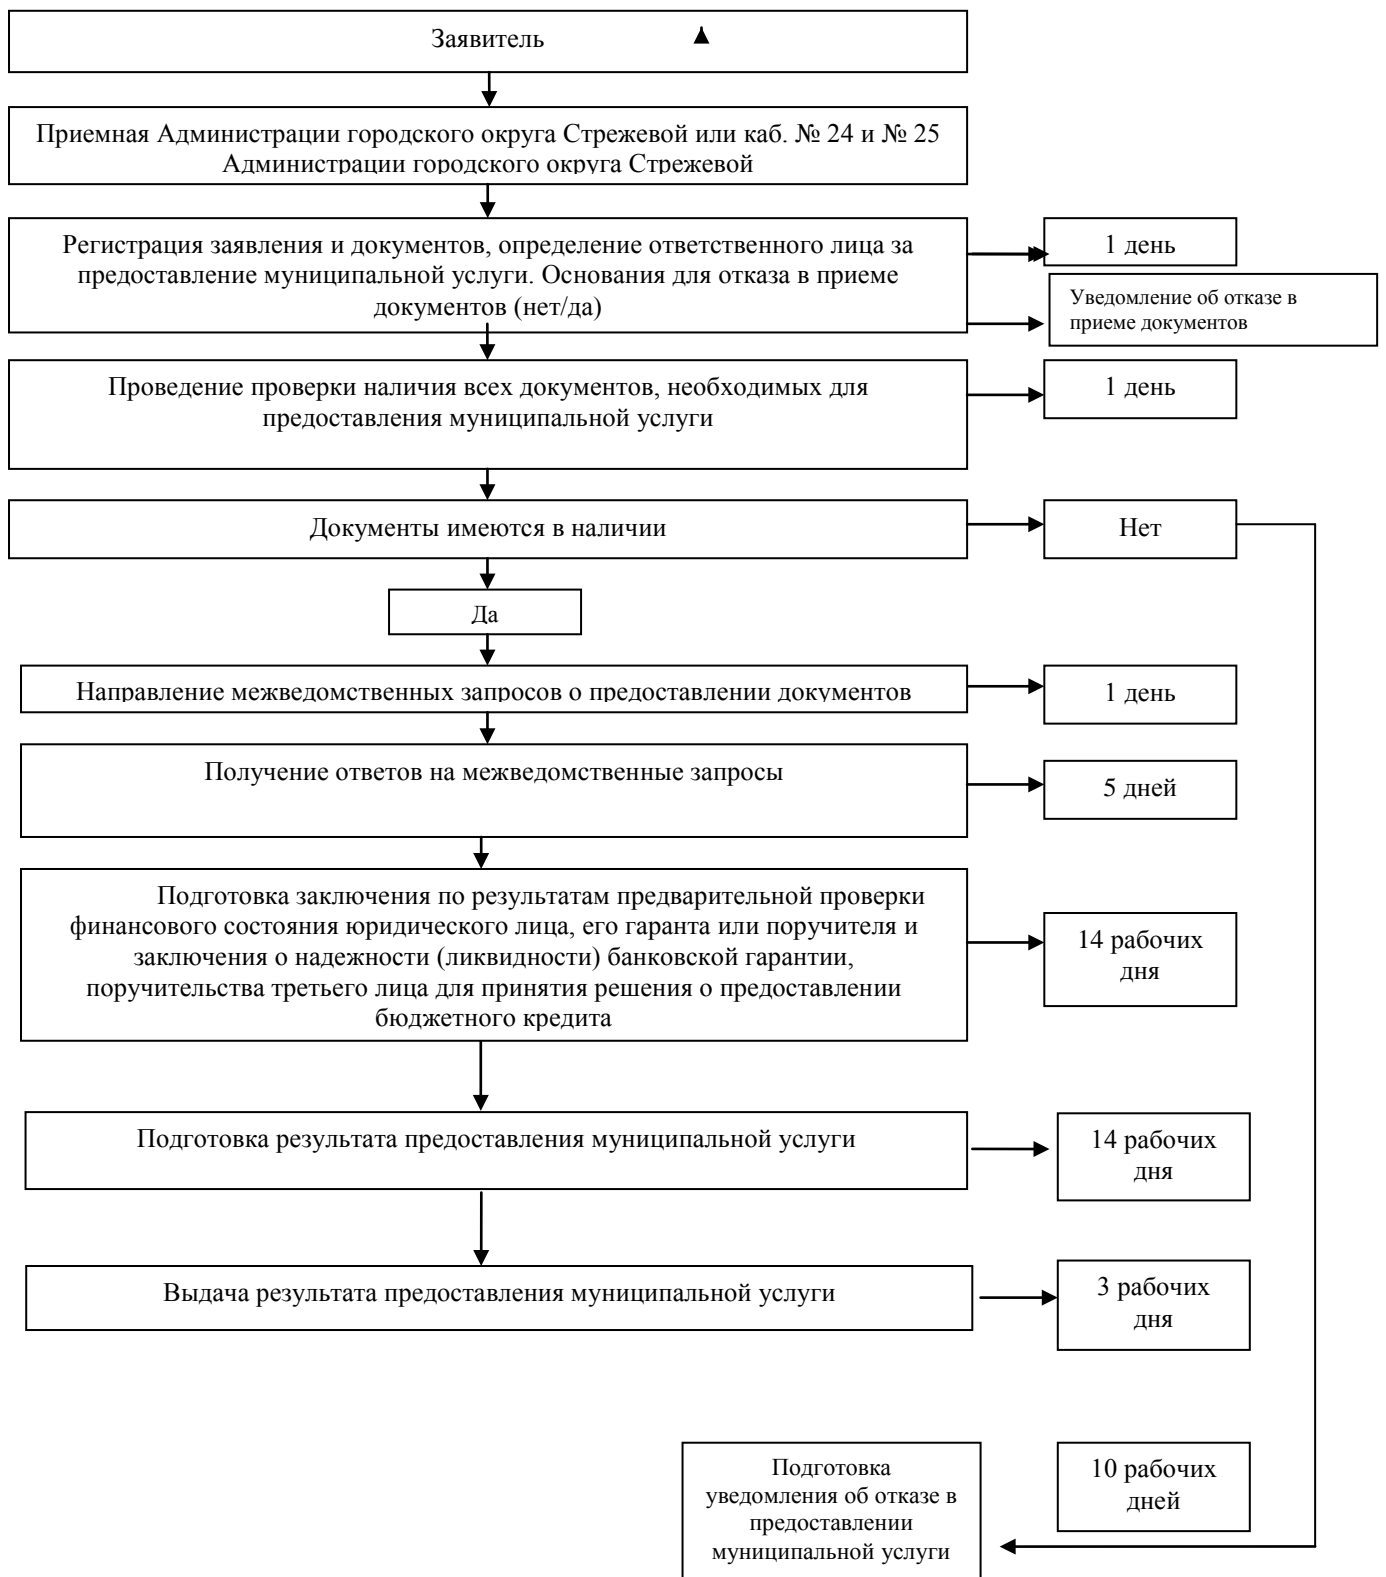 Заявитель
Приемная Администрации городского округа Стрежевой или каб. № 24 и № 25
Администрации городского округа Стрежевой
Регистрация заявления и документов, определение ответственного лица за
предоставление муниципальной услуги. Основания для отказа в приеме
документов (нет/да)
1 день
Уведомление об отказе в
приеме документов
Проведение проверки наличия всех документов, необходимых для
предоставления муниципальной услуги
1 день
Документы имеются в наличии
Нет
Да
Направление межведомственных запросов о предоставлении документов
1 день
Получение ответов на межведомственные запросы
5 дней
Подготовка заключения по результатам предварительной проверки
финансового состояния юридического лица, его гаранта или поручителя и
заключения о надежности (ликвидности) банковской гарантии,
поручительства третьего лица для принятия решения о предоставлении
бюджетного кредита
14 рабочих
дня
Подготовка результата предоставления муниципальной услуги
14 рабочих
дня
Выдача результата предоставления муниципальной услуги
3 рабочих
дня
Подготовка
уведомления об отказе в
предоставлении
муниципальной услуги
10 рабочих
дней